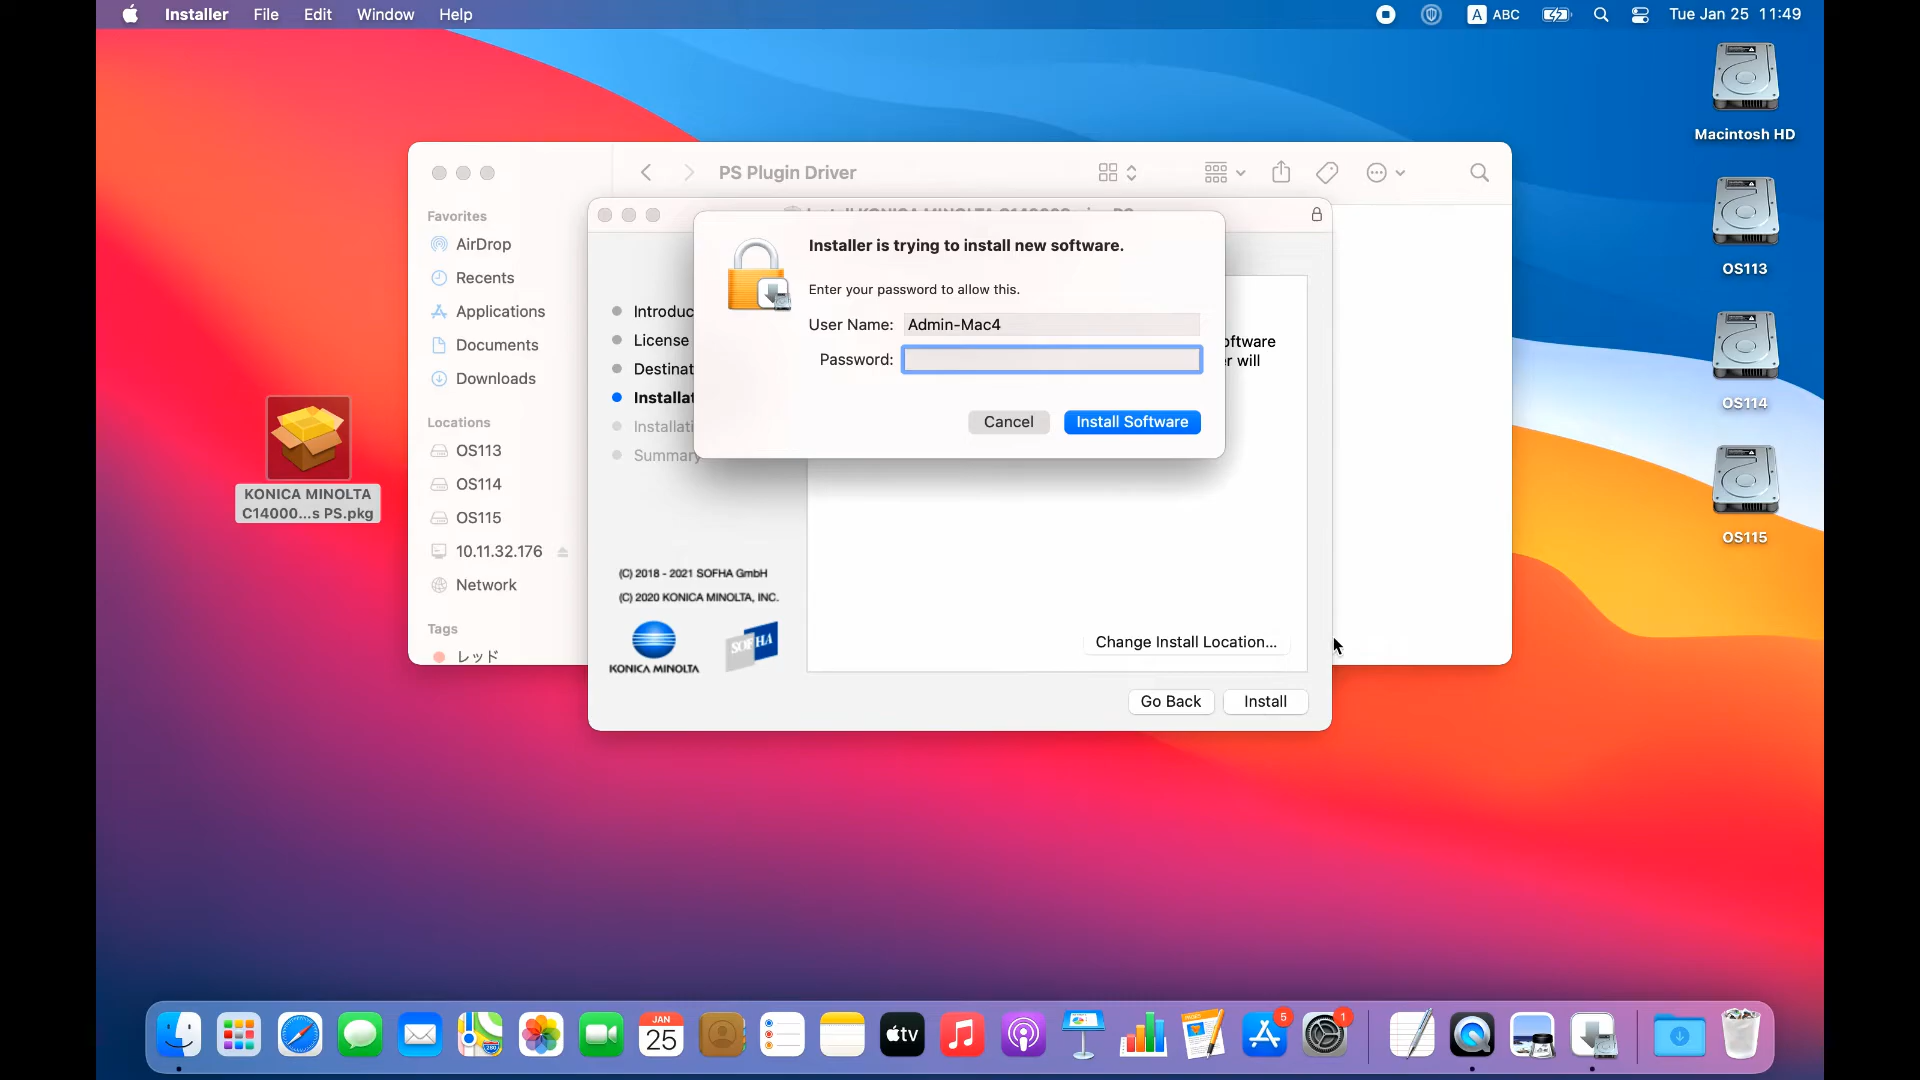 Installer File Edit Window Help
A ABC Tue Jan 25 11:49
Macintosh HD
OS113
OS114
OS115
KONICA MINOLTA
C14000...s PS.pkg
PS Plugin Driver
Favorites
AirDrop
Recents
Applications
Documents
Downloads
Locations
OS113
OS114
OS115
10.11.32.176
Network
Tags
レッド
Introduc
License
Destinat
Installat
Installati
Summary
Installer is trying to install new software.
Enter your password to allow this.
User Name: Admin-Mac4
Password:
Cancel Install Software
oftware
r will
(C) 2018 - 2021 SOFHA GmbH
(C) 2020 KONICA MINOLTA, INC.
KONICA MINOLTA
SOFHA
Change Install Location...
Go Back Install
JAN
25
tv
5
1
280